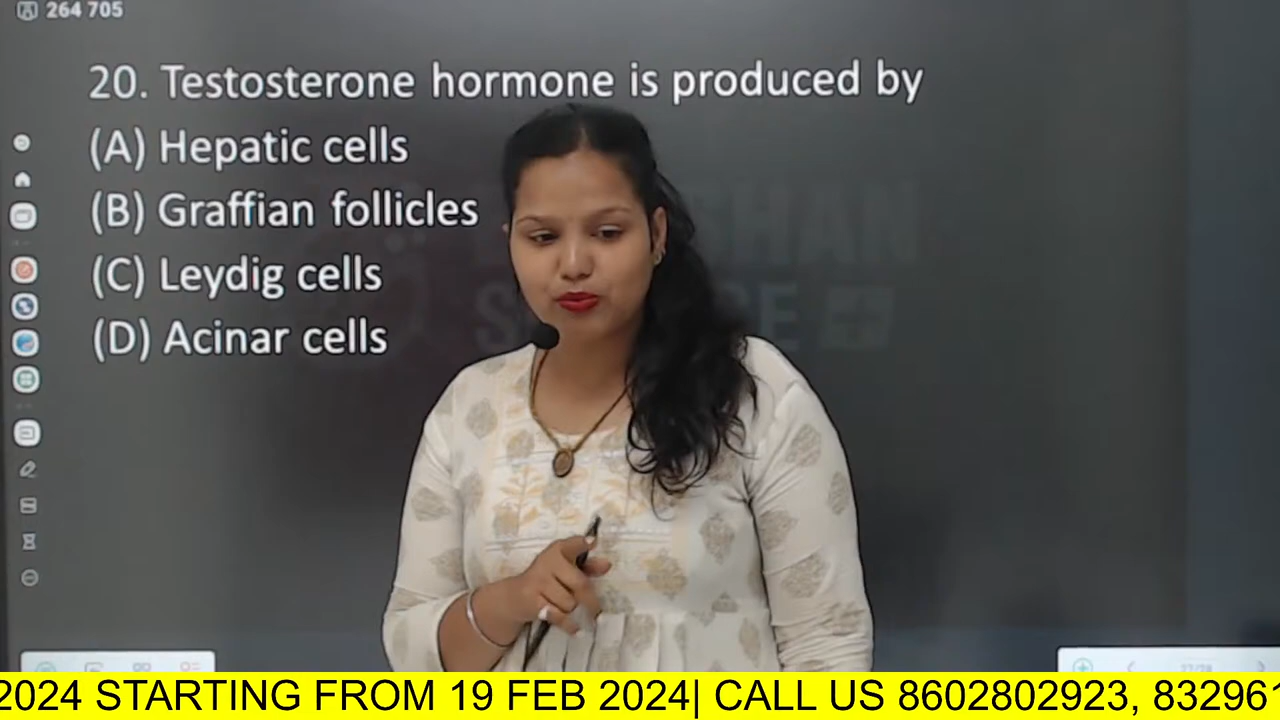 264 705
20. Testosterone hormone is produced by
(A) Hepatic cells
(B) Graffian follicles
(C) Leydig cells
(D) Acinar cells
2024 STARTING FROM 19 FEB 2024| CALL US 8602802923, 832961